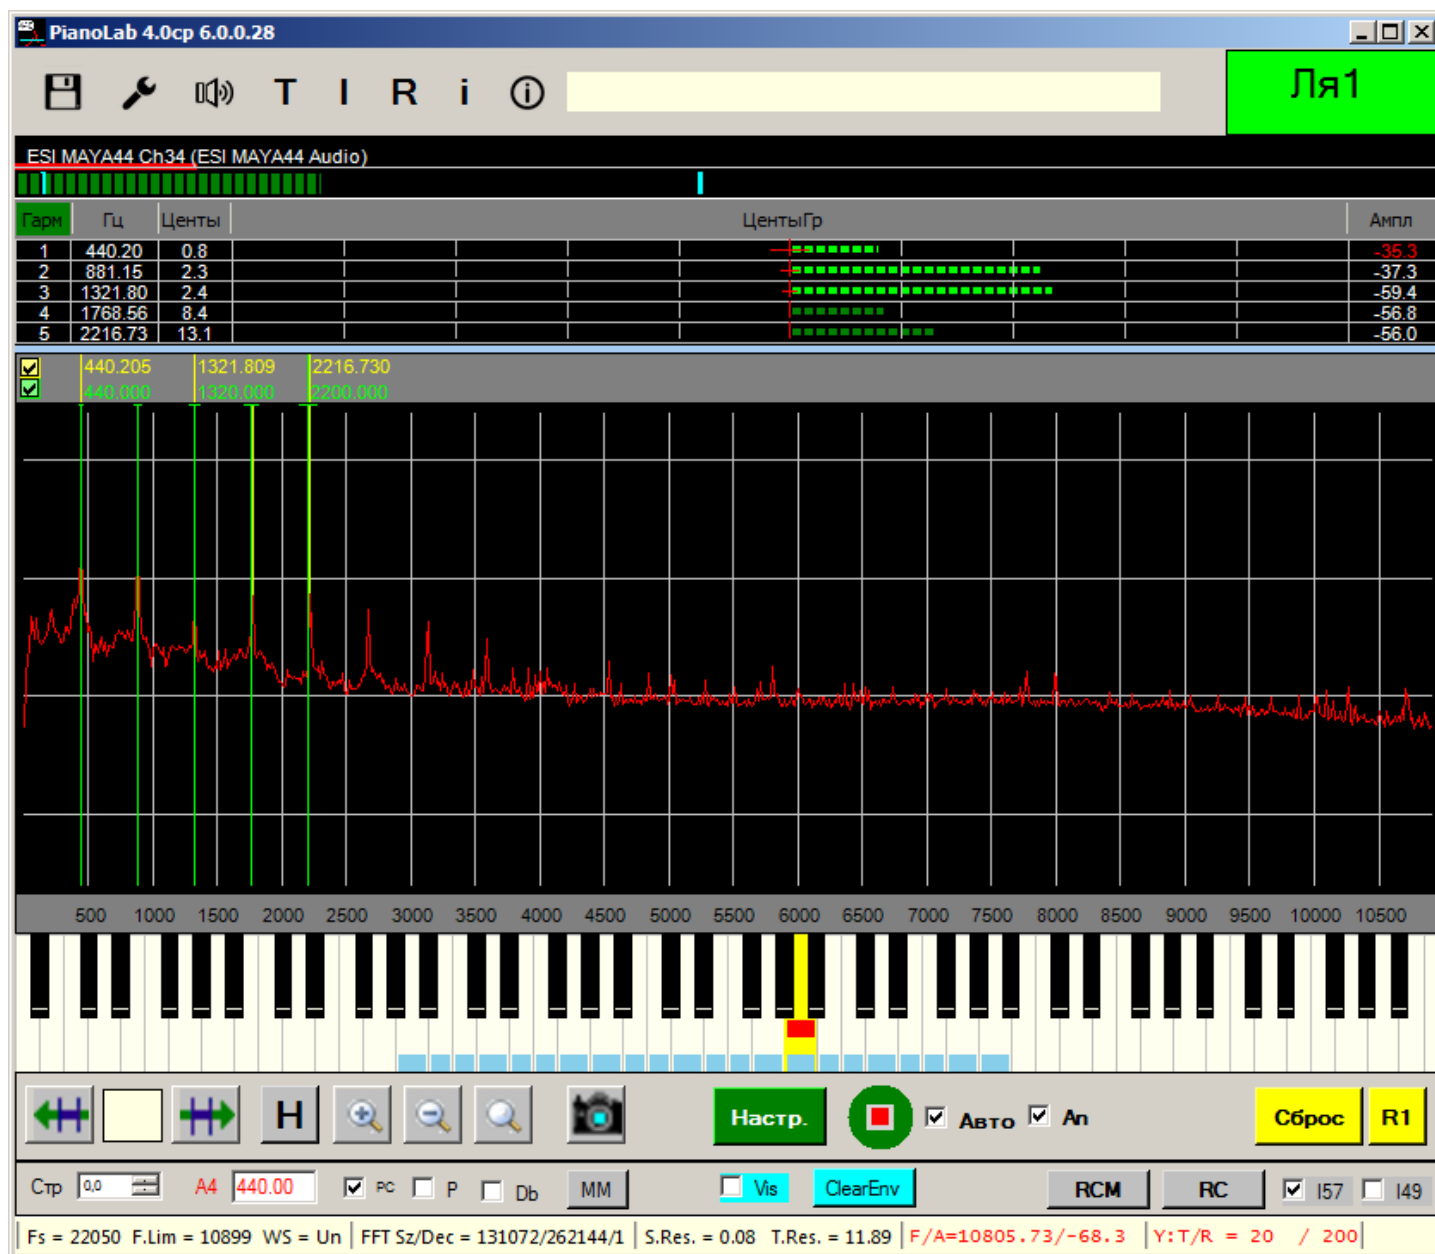 PianoLab 4.0cp 6.0.0.28
T I R i
Ля1
ESI MAYA44 Ch34 (ESI MAYA44 Audio)
Гарм Гц Центы ЦентыГр Ампл
1 440.20 0.8 -35.3
2 881.15 2.3 -37.3
3 1321.80 2.4 -59.4
4 1768.56 8.4 -56.8
5 2216.73 13.1 -56.0
440.205 1321.809 2216.730
440.000 1320.000 2200.000
500 1000 1500 2000 2500 3000 3500 4000 4500 5000 5500 6000 6500 7000 7500 8000 8500 9000 9500 10000 10500
H Настр. Авто An Сброс R1
Стр 0,0 A4 440.00 PC P Db MM Vis ClearEnv RCM RC I57 I49
Fs = 22050 F.Lim = 10899 WS = Un FFT Sz/Dec = 131072/262144/1 S.Res. = 0.08 T.Res. = 11.89 F/A=10805.73/-68.3 Y:T/R = 20 / 200